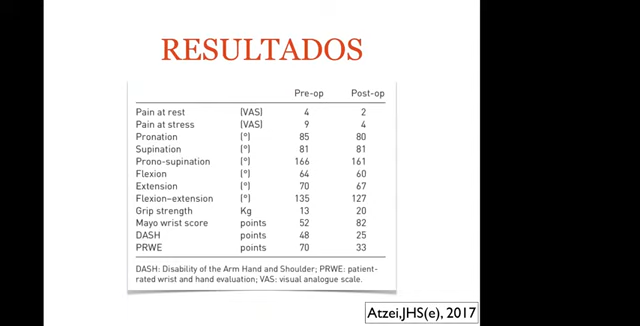 RESULTADOS
Pre-op Post-op
Pain at rest (VAS) 4 2
Pain at stress (VAS) 9 4
Pronation (°) 85 80
Supination (°) 81 81
Prono-supination (°) 166 161
Flexion (°) 64 60
Extension (°) 70 67
Flexion–extension (°) 135 127
Grip strength Kg 13 20
Mayo wrist score points 52 82
DASH points 48 25
PRWE points 70 33
DASH: Disability of the Arm Hand and Shoulder; PRWE: patient-
rated wrist and hand evaluation; VAS: visual analogue scale.
Atzei,JHS(e), 2017